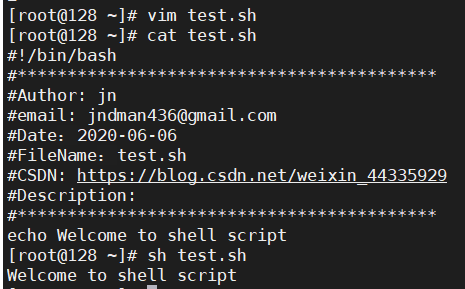 [root@128 ~]# vim test.sh
[root@128 ~]# cat test.sh
#!/bin/bash
#******************************************
#Author: jn
#email: jndman436@gmail.com
#Date：2020-06-06
#FileName：test.sh
#CSDN: https://blog.csdn.net/weixin_44335929
#Description:
#******************************************
echo Welcome to shell script
[root@128 ~]# sh test.sh
Welcome to shell script